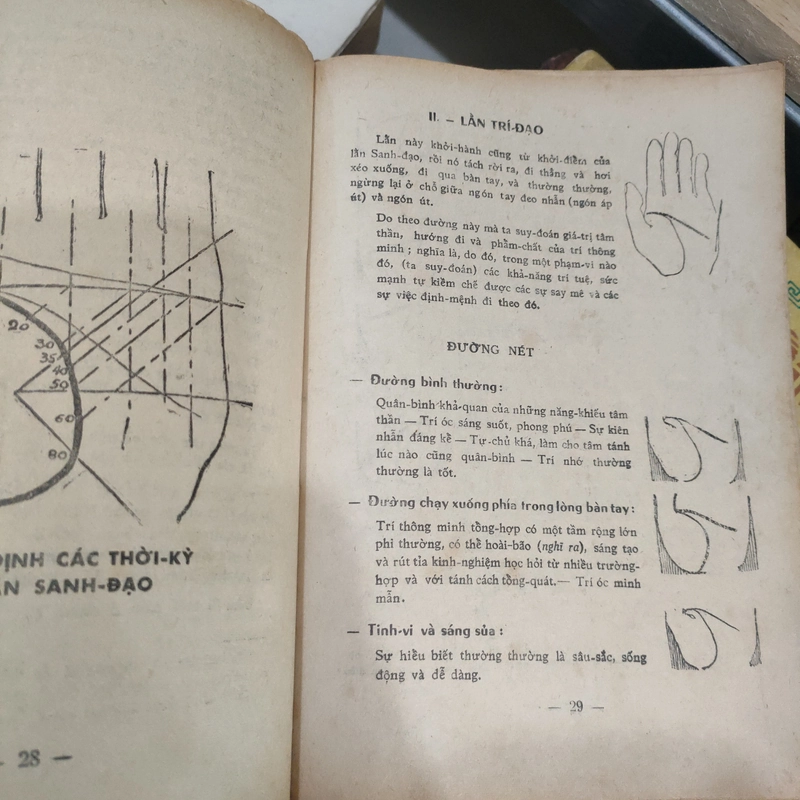 20
30
35
40
50
60
80
ĐỊNH CÁC THỜI-KỲ
SANH-ĐẠO
28 —
II. — LẰN TRÍ-ĐẠO
Lằn này khởi-hành cũng từ khởi-điểm của
lằn Sanh-đạo, rồi nó tách rời ra, đi thẳng và hơi
xéo xuống, đi qua bàn tay, và thường thường,
ngừng lại ở chỗ giữa ngón tay đeo nhẫn (ngón áp
út) và ngón út.
Do theo đường này mà ta suy-đoán giá-trị tâm
thần, hướng đi và phẩm-chất của trí thông
minh ; nghĩa là, do đó, trong một phạm-vi nào
đó, (ta suy-đoán) các khả-năng trí tuệ, sức
mạnh tự kiềm chế được các sự say mê và các
sự việc định-mệnh đi theo đó.
ĐƯỜNG NÉT
— Đường bình thường :
Quân-bình khả-quan của những năng-khiếu tâm
thần — Trí óc sáng suốt, phong phú — Sự kiên
nhẫn đáng kể — Tự-chủ khá, làm cho tâm tánh
lúc nào cũng quân-bình — Trí nhớ thường
thường là tốt.
— Đường chạy xuống phía trong lòng bàn tay :
Trí thông minh tổng-hợp có một tầm rộng lớn
phi thường, có thể hoài-bão (nghĩ ra), sáng tạo
và rút tỉa kinh-nghiệm học hỏi từ nhiều trường-
hợp và với tánh cách tổng-quát.— Trí óc minh
mẫn.
— Tinh-vi và sáng sủa :
Sự hiểu biết thường thường là sâu-sắc, sống
động và dễ dàng.
— 29 —